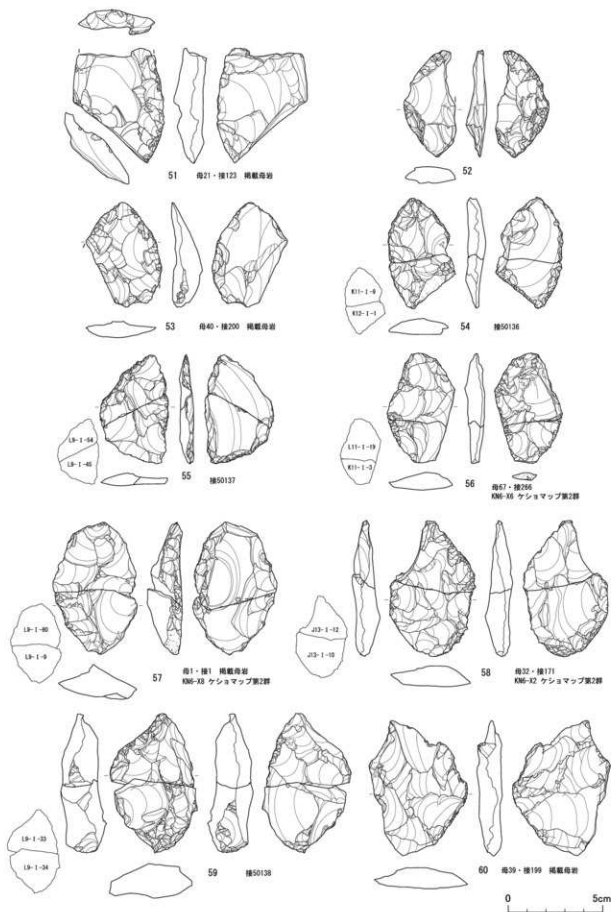 51 母21・接123 掲載母岩
52
53 母40・接200 掲載母岩
K11-I-9
K12-I-1
54 接50136
L9-I-54
L9-I-45
55 接50137
L11-I-19
K11-I-3
56 母67・接266
KN6-X6 ケショマップ第2群
L9-I-60
L9-I-9
57 母1・接1 掲載母岩
KN6-X8 ケショマップ第2群
J13-I-12
J13-I-10
58 母32・接171
KN6-X2 ケショマップ第2群
L9-I-33
L9-I-34
59 接50138
60 母39・接199 掲載母岩
0 5cm